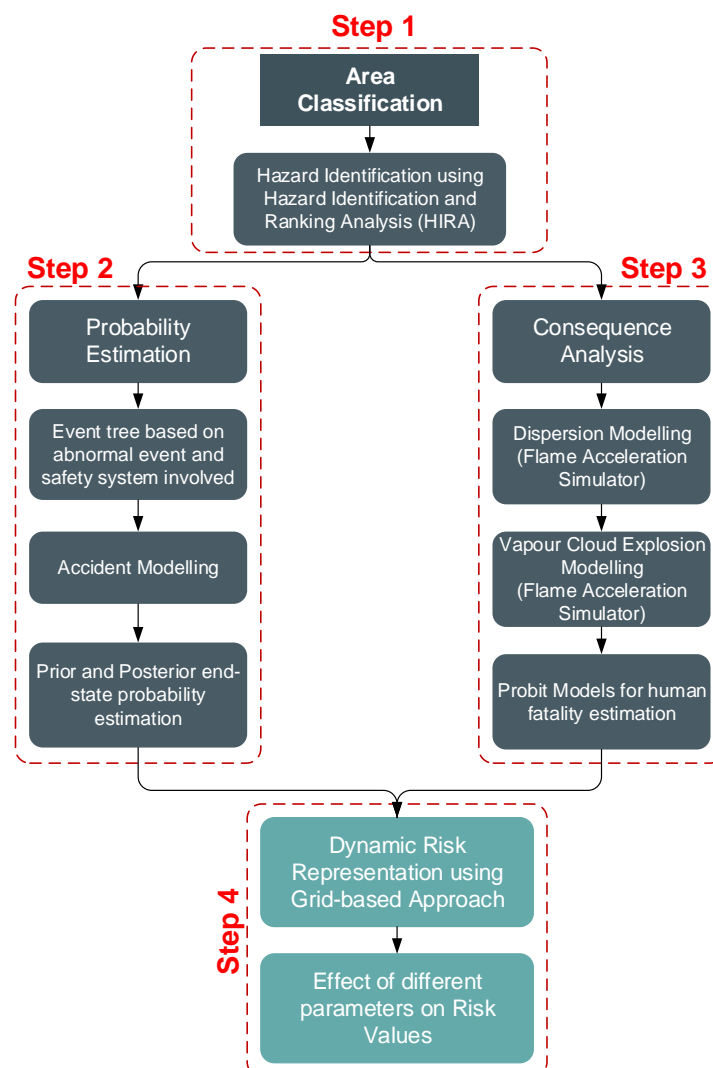 Step 1
Area
Classification
Hazard Identification using
Hazard Identification and
Ranking Analysis (HIRA)
Step 2
Probability
Estimation
Event tree based on
abnormal event and
safety system involved
Accident Modelling
Prior and Posterior end-
state probability
estimation
Step 3
Consequence
Analysis
Dispersion Modelling
(Flame Acceleration
Simulator)
Vapour Cloud Explosion
Modelling
(Flame Acceleration
Simulator)
Probit Models for human
fatality estimation
Step 4
Dynamic Risk
Representation using
Grid-based Approach
Effect of different
parameters on Risk
Values